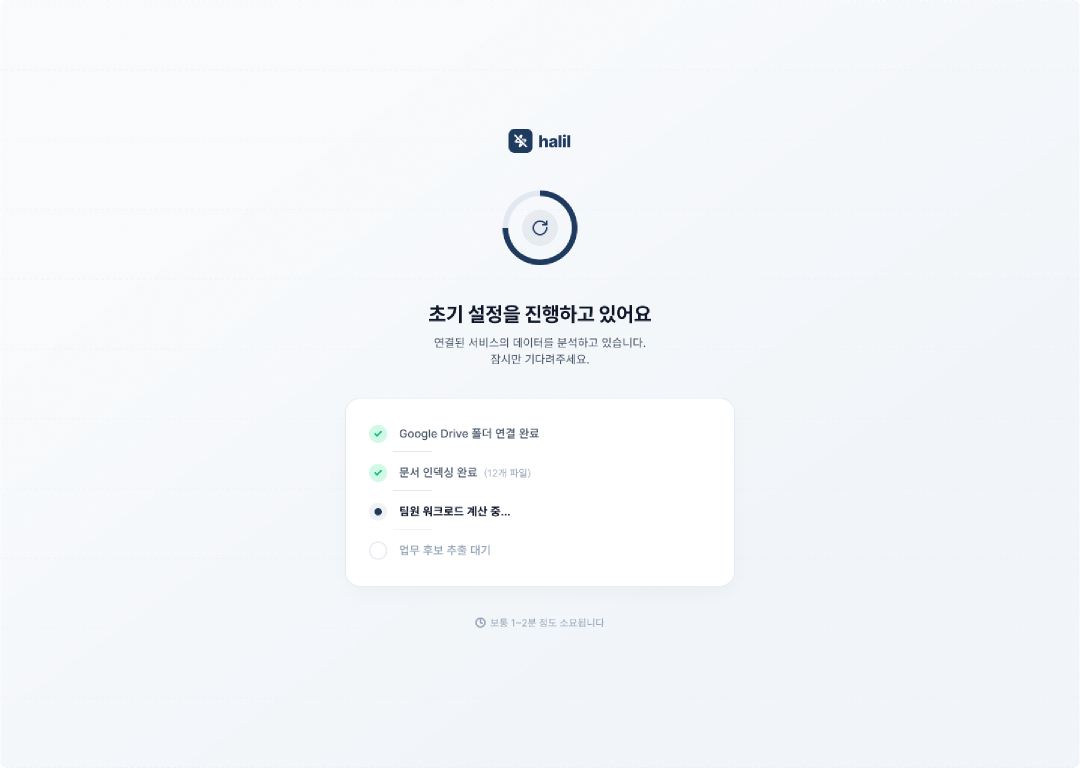 halil
초기 설정을 진행하고 있어요
연결된 서비스의 데이터를 분석하고 있습니다.
잠시만 기다려주세요.
Google Drive 폴더 연결 완료
문서 인덱싱 완료 (12개 파일)
팀원 워크로드 계산 중...
업무 후보 추출 대기
보통 1~2분 정도 소요됩니다